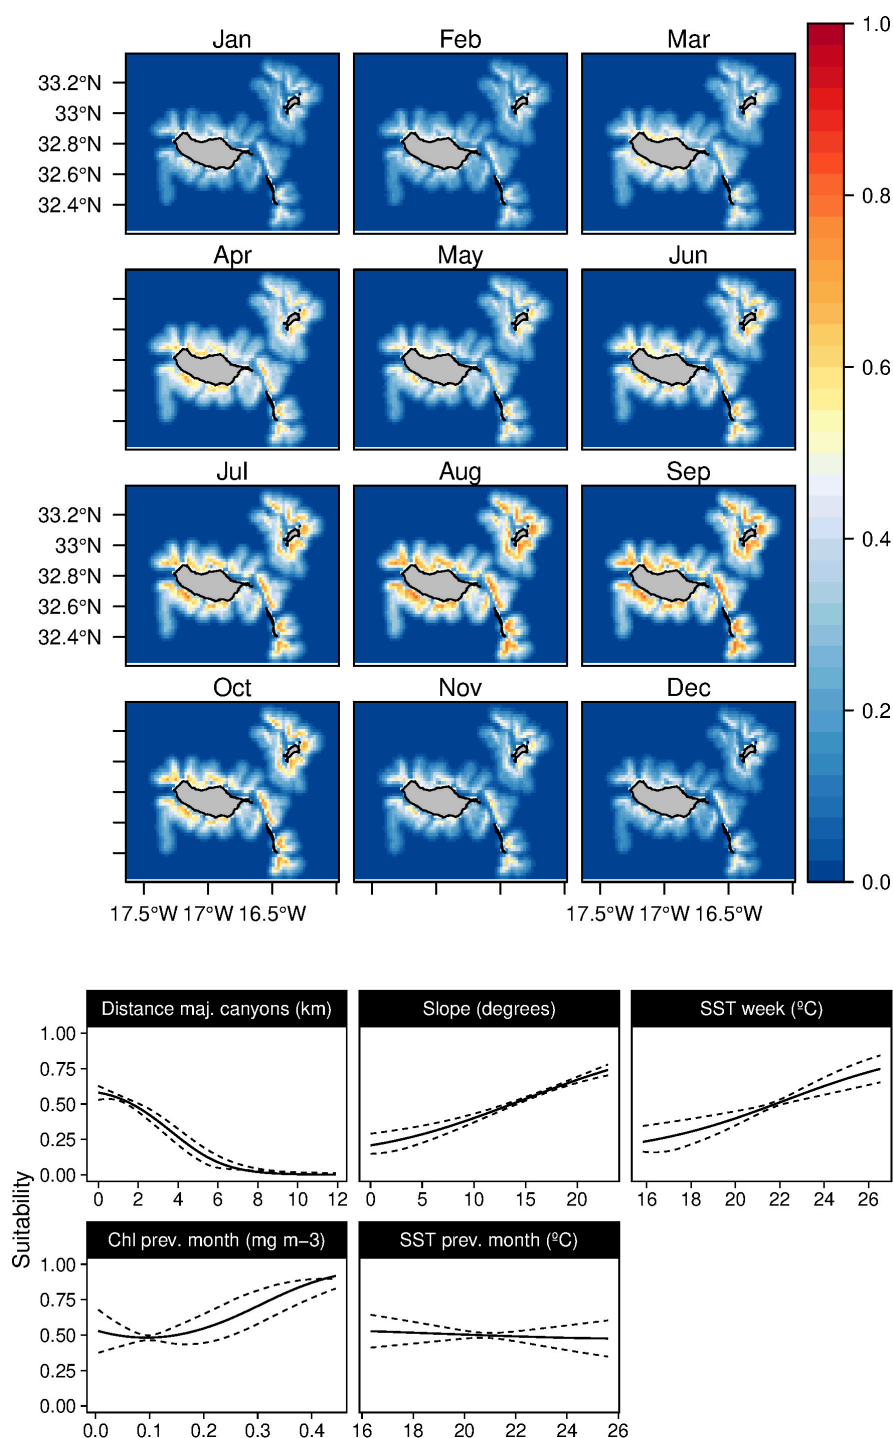 Jan Feb Mar
1.0
33.2°N
33°N
32.8°N
32.6°N
32.4°N
0.8
Apr May Jun
0.6
Jul Aug Sep
33.2°N
33°N
32.8°N
32.6°N
32.4°N
0.4
Oct Nov Dec
0.2
0.0
17.5°W 17°W 16.5°W 17.5°W 17°W 16.5°W
Distance maj. canyons (km) Slope (degrees) SST week (ºC)
1.00
0.75
0.50
0.25
0.00
0 2 4 6 8 10 12 0 5 10 15 20 16 18 20 22 24 26
Suitability
Chl prev. month (mg m−3) SST prev. month (ºC)
1.00
0.75
0.50
0.25
0.00
0.0 0.1 0.2 0.3 0.4 16 18 20 22 24 26